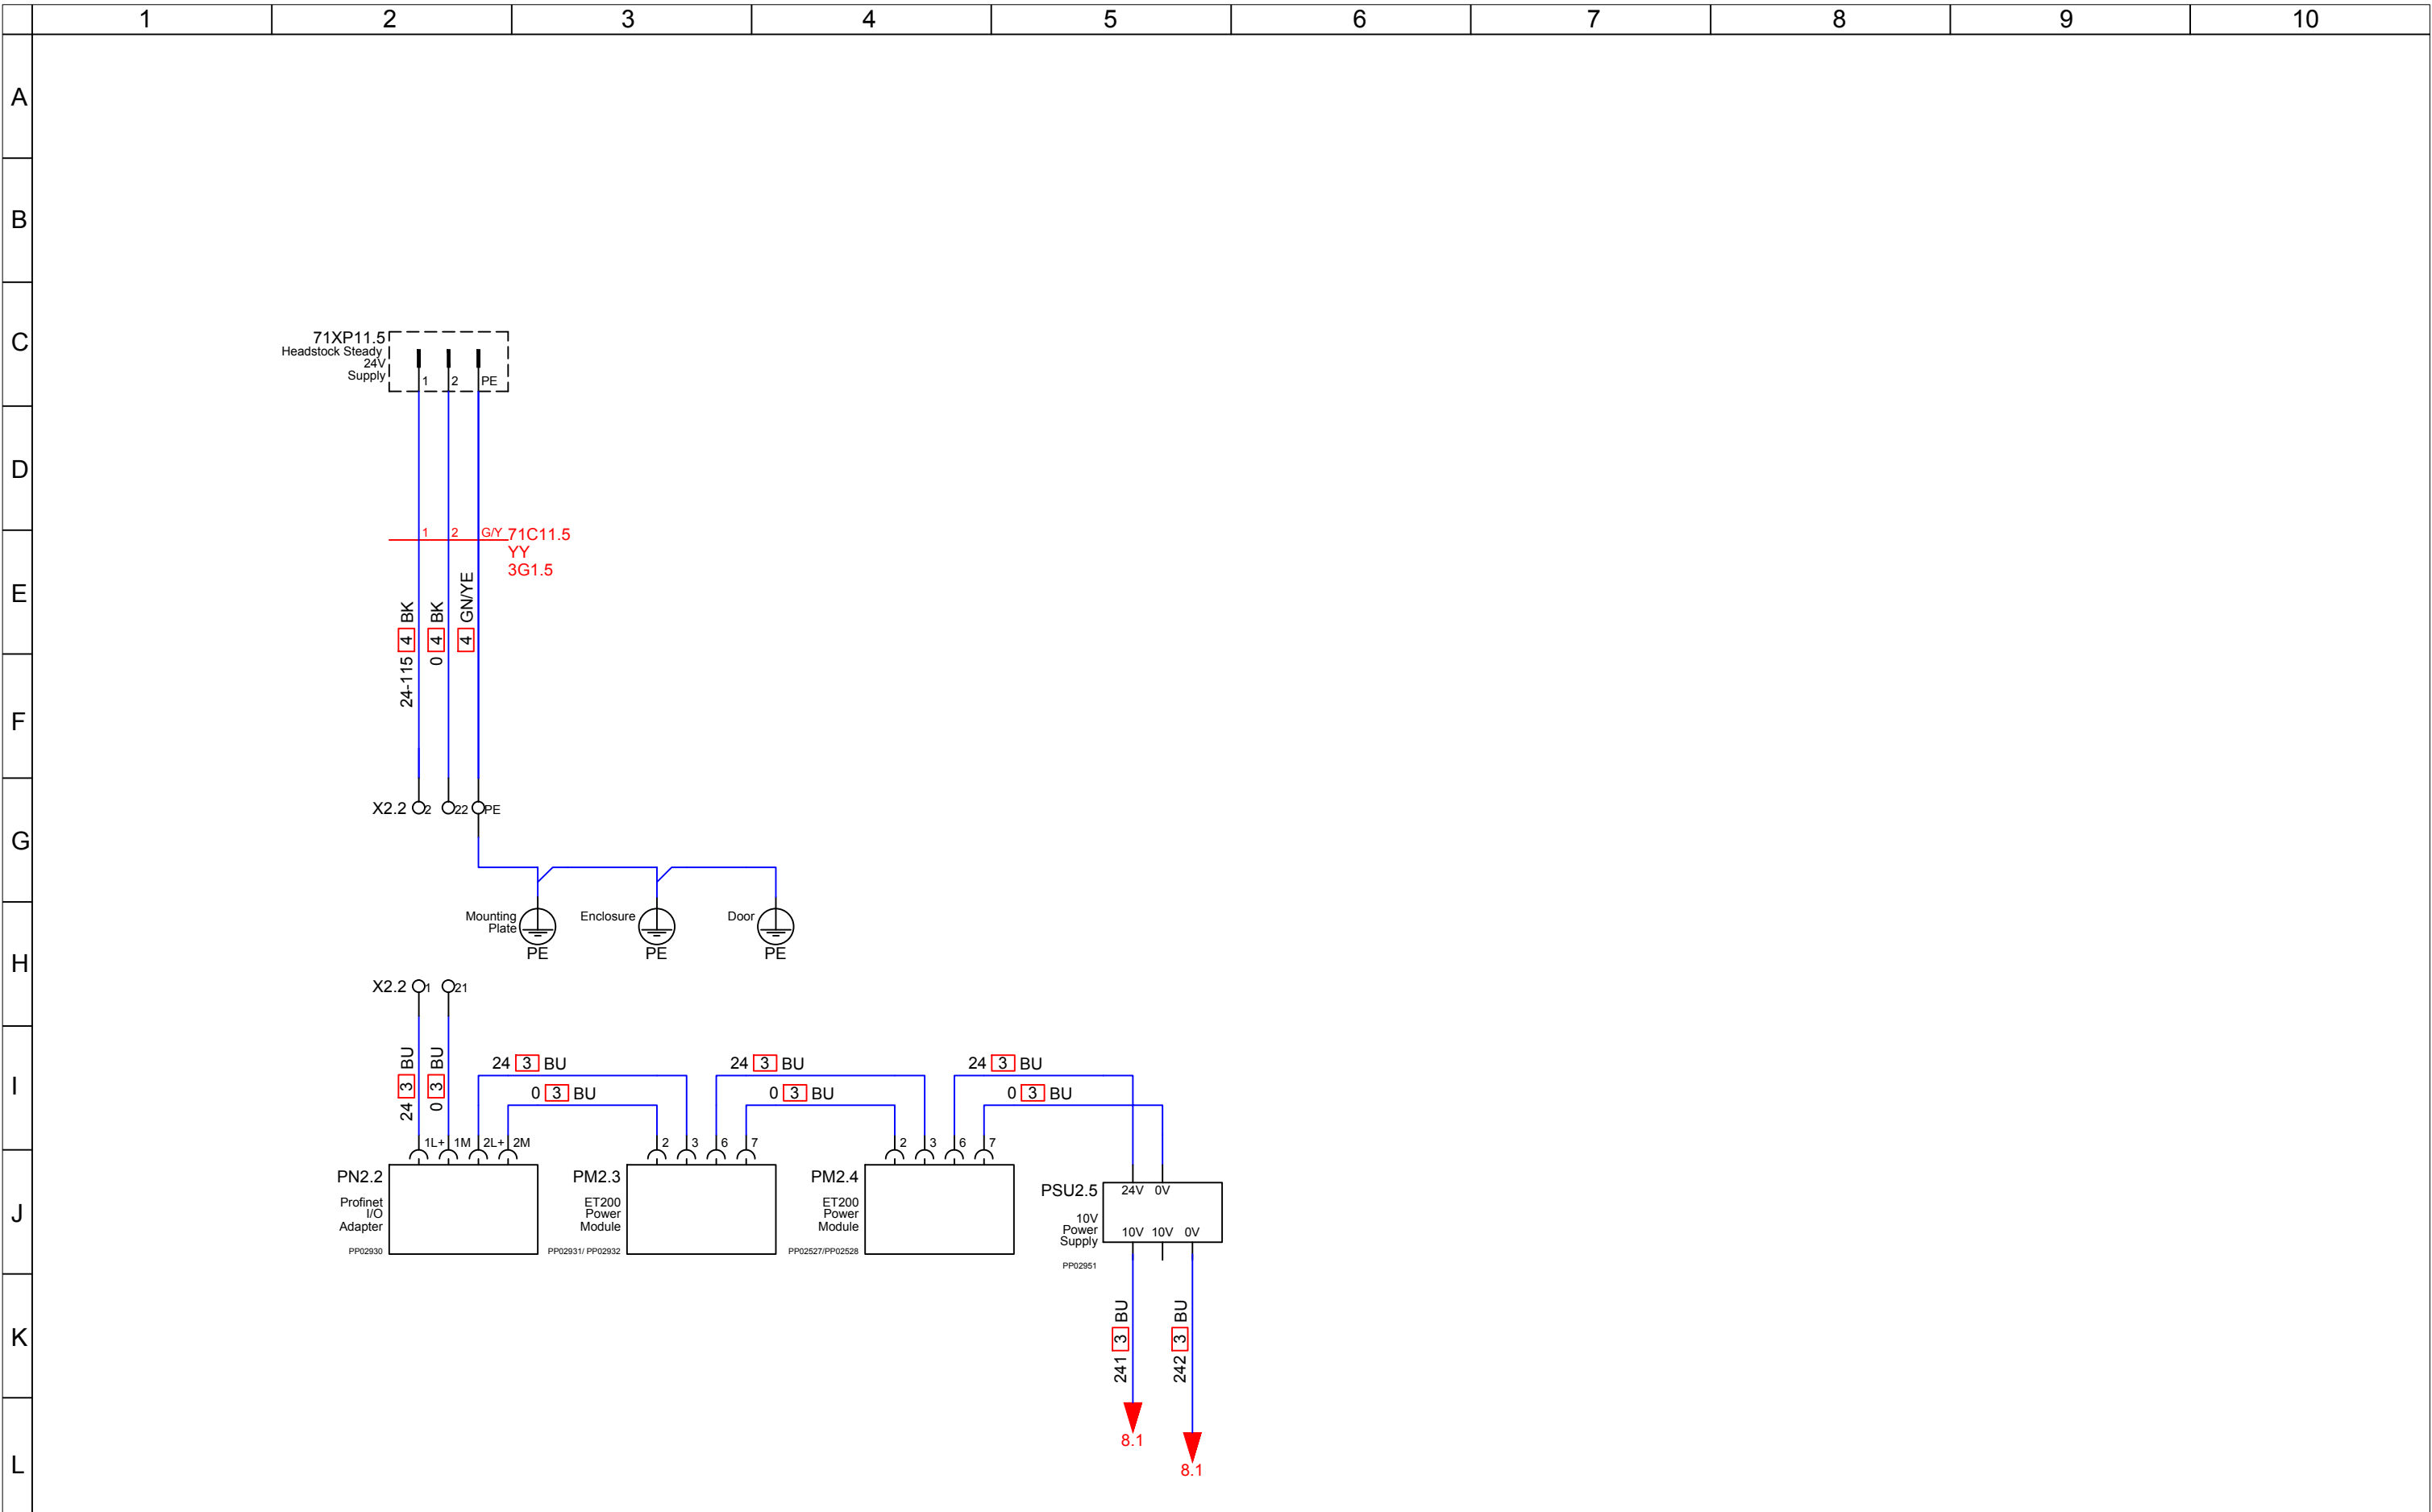 1 2 3 4 5 6 7 8 9 10
A
B
C
71XP11.5
Headstock Steady
24V
Supply
1 2 PE
D
1 2 G/Y 71C11.5
YY
3G1.5
E
24-115 4 BK
0 4 BK
4 GN/YE
F
X2.2 2 22 PE
G
Mounting
Plate
PE
Enclosure
PE
Door
PE
H
X2.2 1 21
24 3 BU
0 3 BU
24 3 BU
0 3 BU
24 3 BU
0 3 BU
24 3 BU
0 3 BU
I
1L+ 1M 2L+ 2M
2 3 6 7
2 3 6 7
PN2.2
Profinet
I/O
Adapter
PP02930
PM2.3
ET200
Power
Module
PP02931/ PP02932
PM2.4
ET200
Power
Module
PP02527/PP02528
PSU2.5
10V
Power
Supply
PP02951
24V 0V
10V 10V 0V
J
241 3 BU
242 3 BU
K
8.1
8.1
L